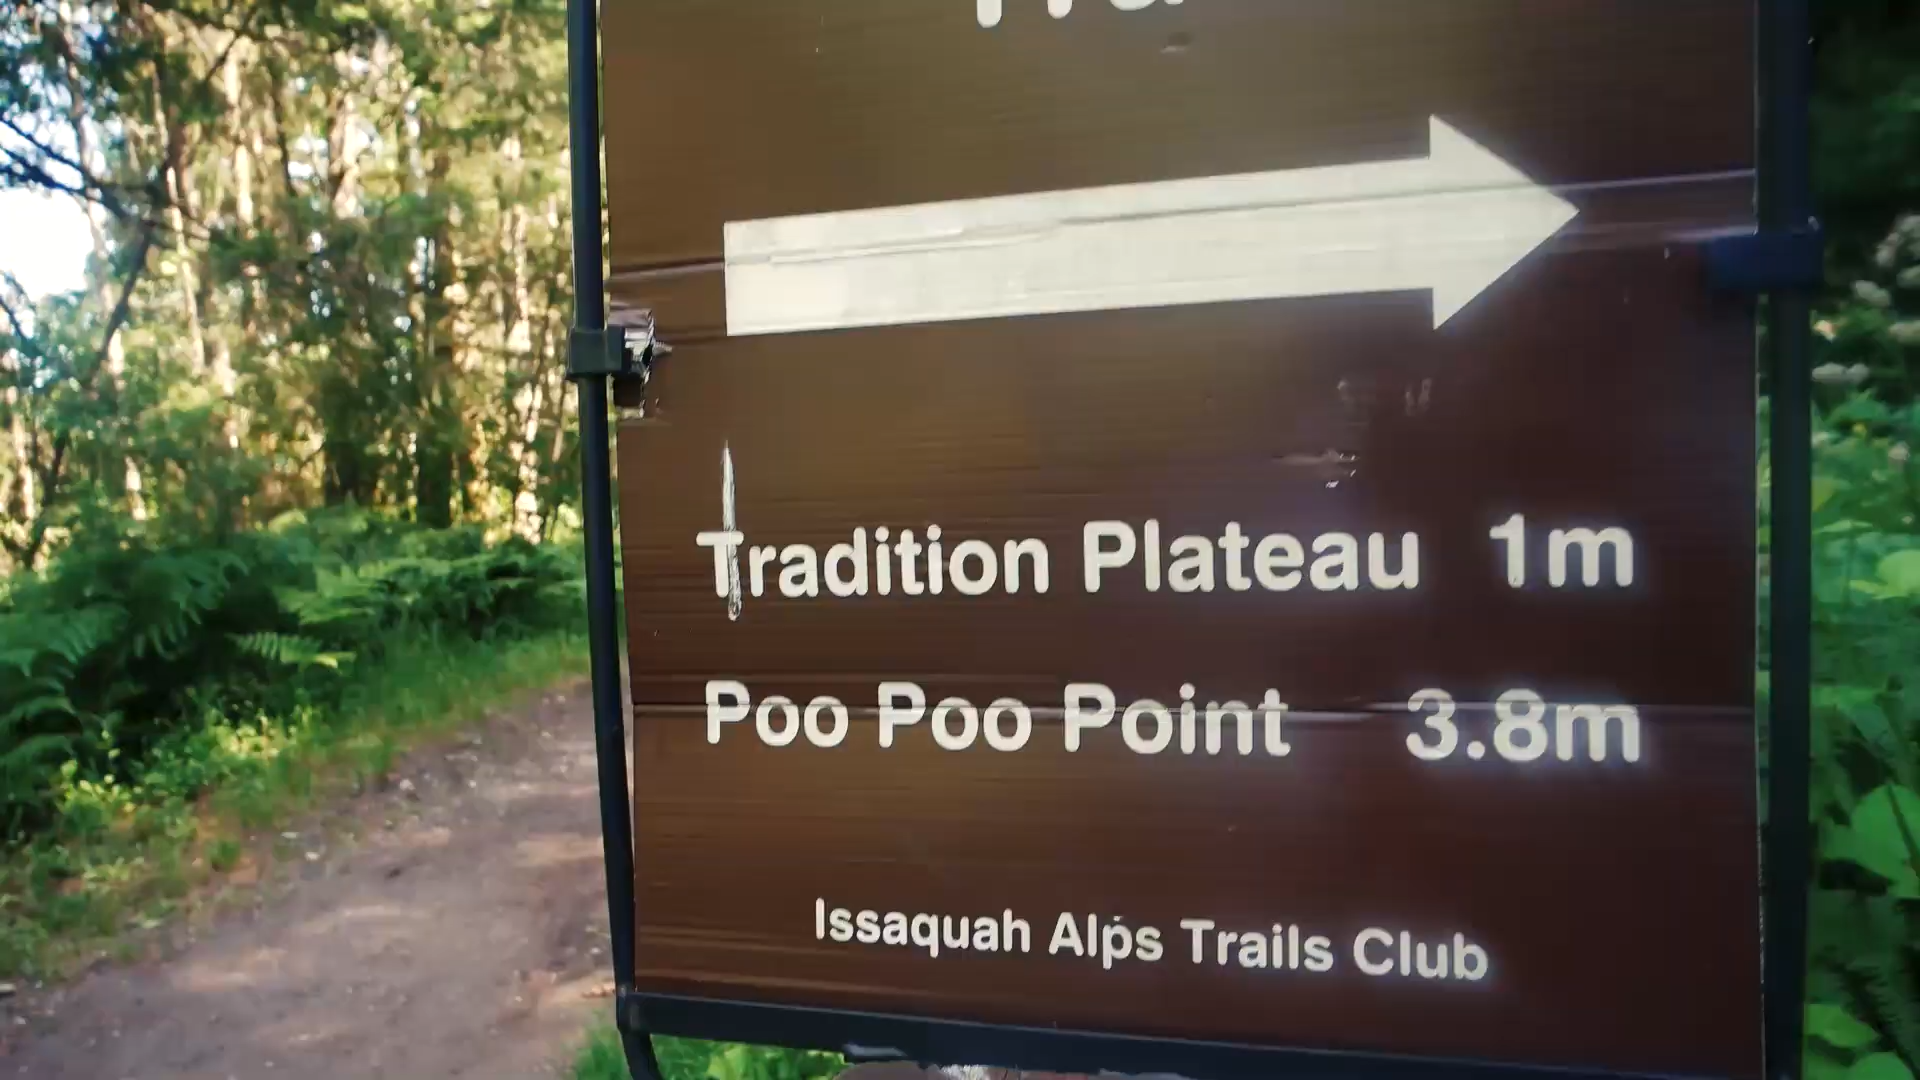 Tradition Plateau 1m
Poo Poo Point 3.8m
Issaquah Alps Trails Club